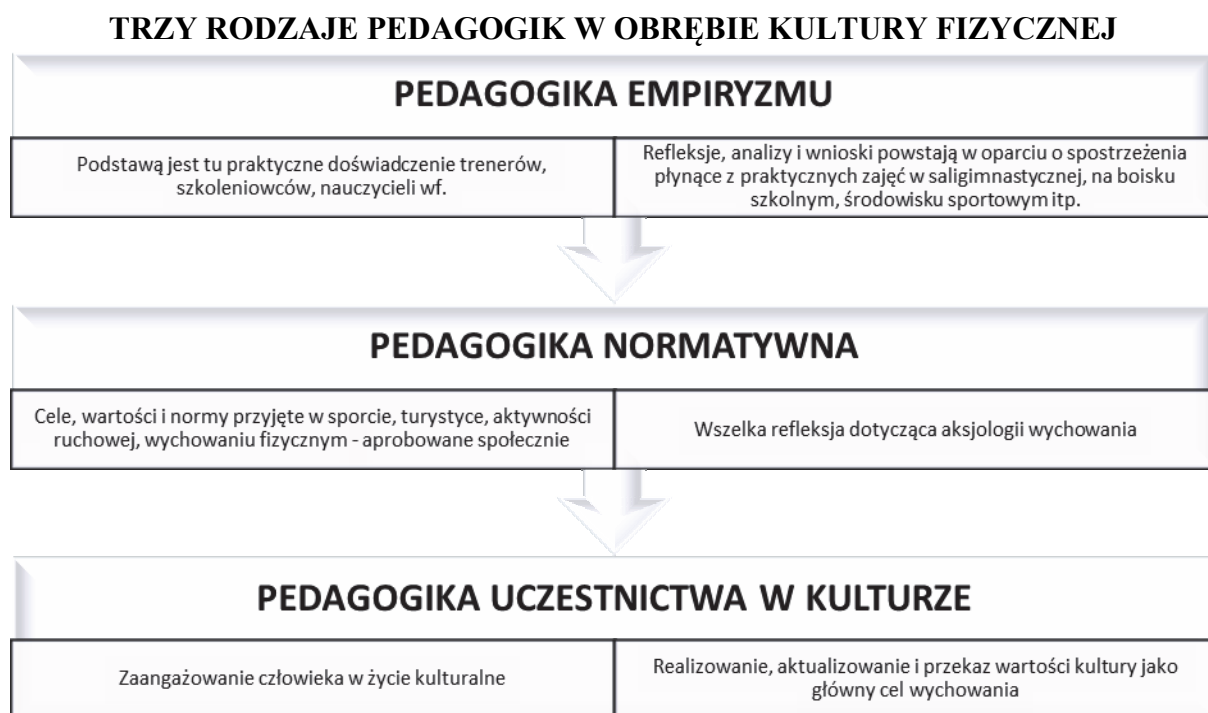 TRZY RODZAJE PEDAGOGIK W OBRĘBIE KULTURY FIZYCZNEJ
PEDAGOGIKA EMPIRYZMU
Podstawą jest tu praktyczne doświadczenie trenerów,
szkoleniowców, nauczycieli wf.
Refleksje, analizy i wnioski powstają w oparciu o spostrzeżenia
płynące z praktycznych zajęć w saligimnastycznej, na boisku
szkolnym, środowisku sportowym itp.
PEDAGOGIKA NORMATYWNA
Cele, wartości i normy przyjęte w sporcie, turystyce, aktywności
ruchowej, wychowaniu fizycznym - aprobowane społecznie
Wszelka refleksja dotycząca aksjologii wychowania
PEDAGOGIKA UCZESTNICTWA W KULTURZE
Zaangażowanie człowieka w życie kulturalne
Realizowanie, aktualizowanie i przekaz wartości kultury jako
główny cel wychowania